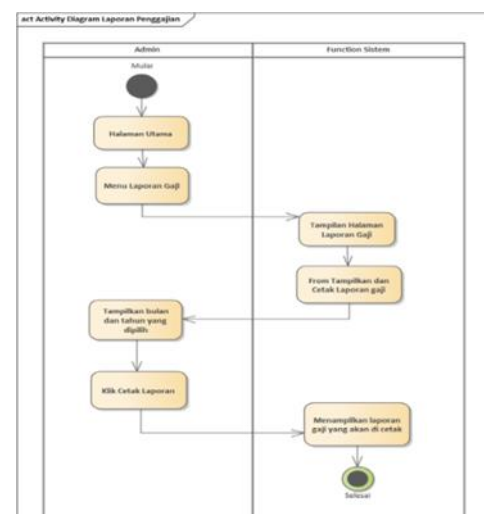 act Activity Diagram Laporan Penggajian
Admin
Function Sistem
Mulai
Halaman Utama
Menu Laporan Gaji
Tampilan Halaman
Laporan Gaji
From Tampilkan dan
Cetak Laporan gaji
Tampilkan bulan
dan tahun yang
dipilih
Klik Cetak Laporan
Menampilkan laporan
gaji yang akan di cetak
Selesai